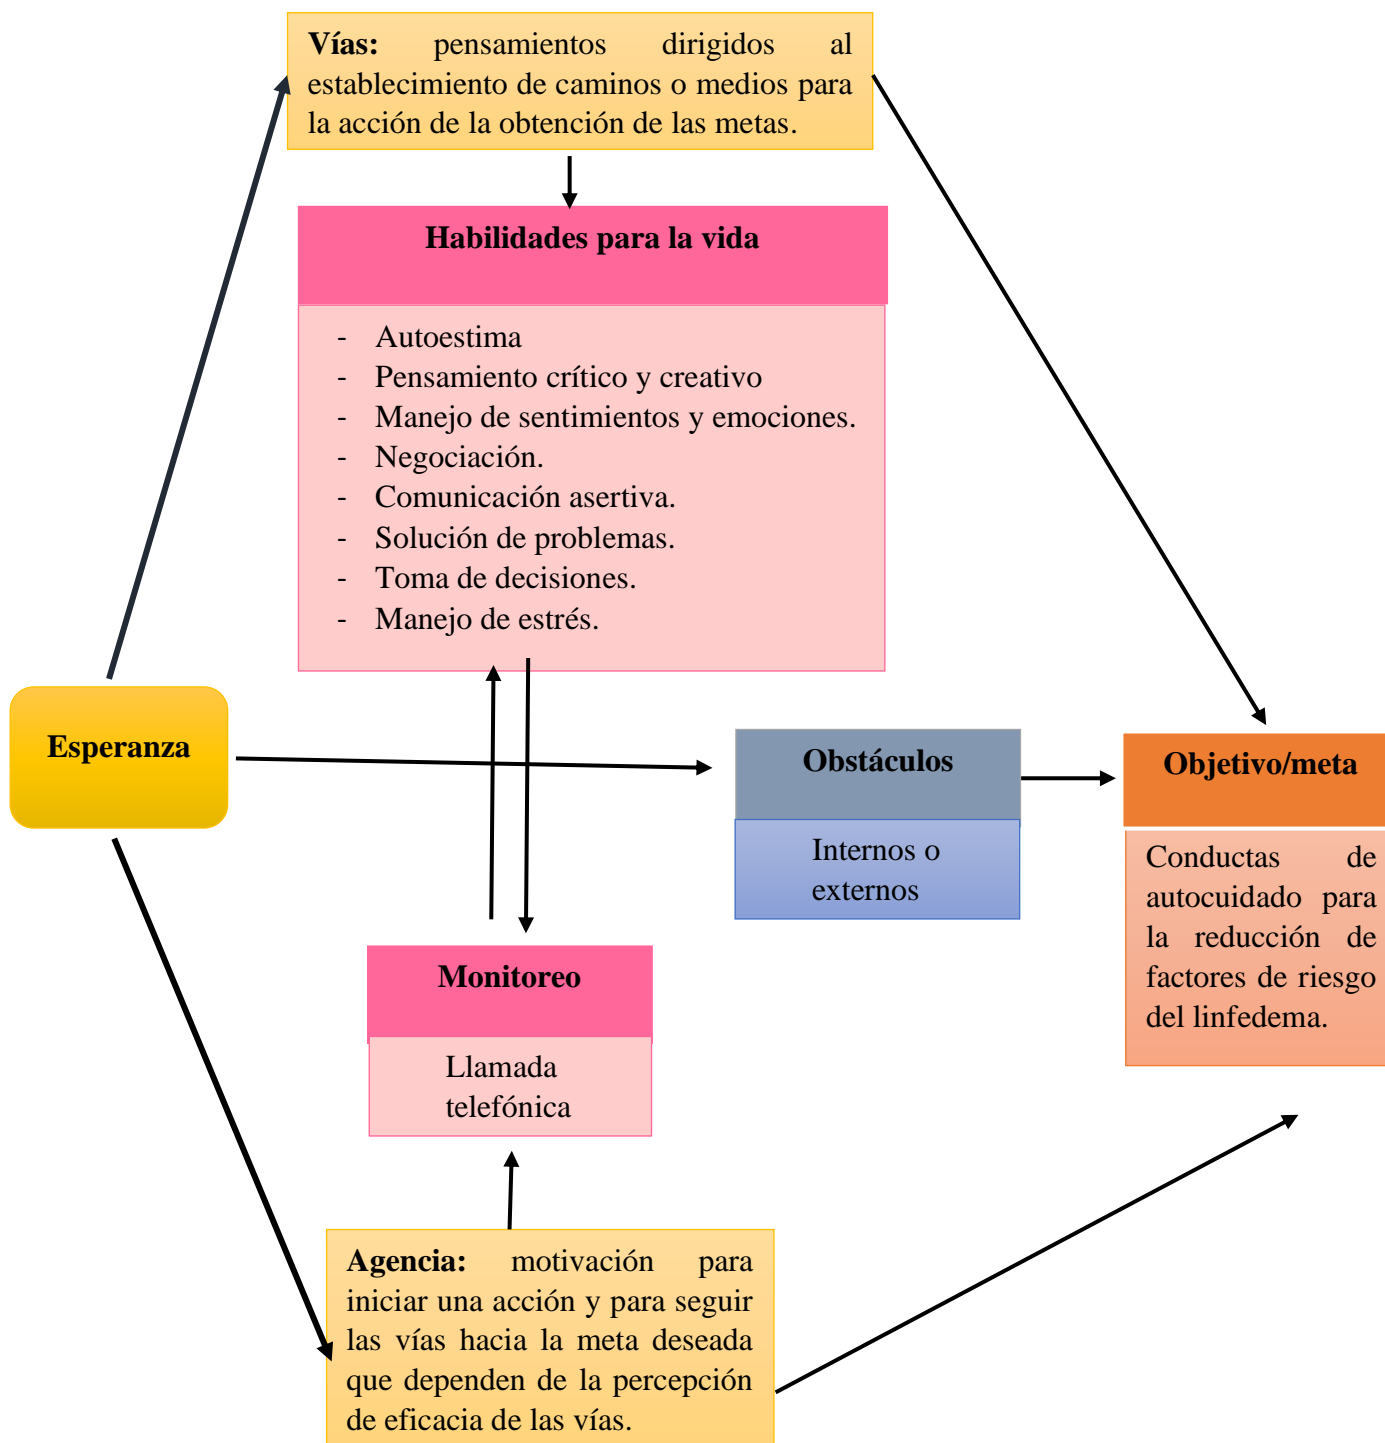 Vías: pensamientos dirigidos al
establecimiento de caminos o medios para
la acción de la obtención de las metas.
Habilidades para la vida
- Autoestima
- Pensamiento crítico y creativo
- Manejo de sentimientos y emociones.
- Negociación.
- Comunicación asertiva.
- Solución de problemas.
- Toma de decisiones.
- Manejo de estrés.
Esperanza
Obstáculos
Internos o
externos
Objetivo/meta
Conductas de
autocuidado para
la reducción de
factores de riesgo
del linfedema.
Monitoreo
Llamada
telefónica
Agencia: motivación para
iniciar una acción y para seguir
las vías hacia la meta deseada
que dependen de la percepción
de eficacia de las vías.